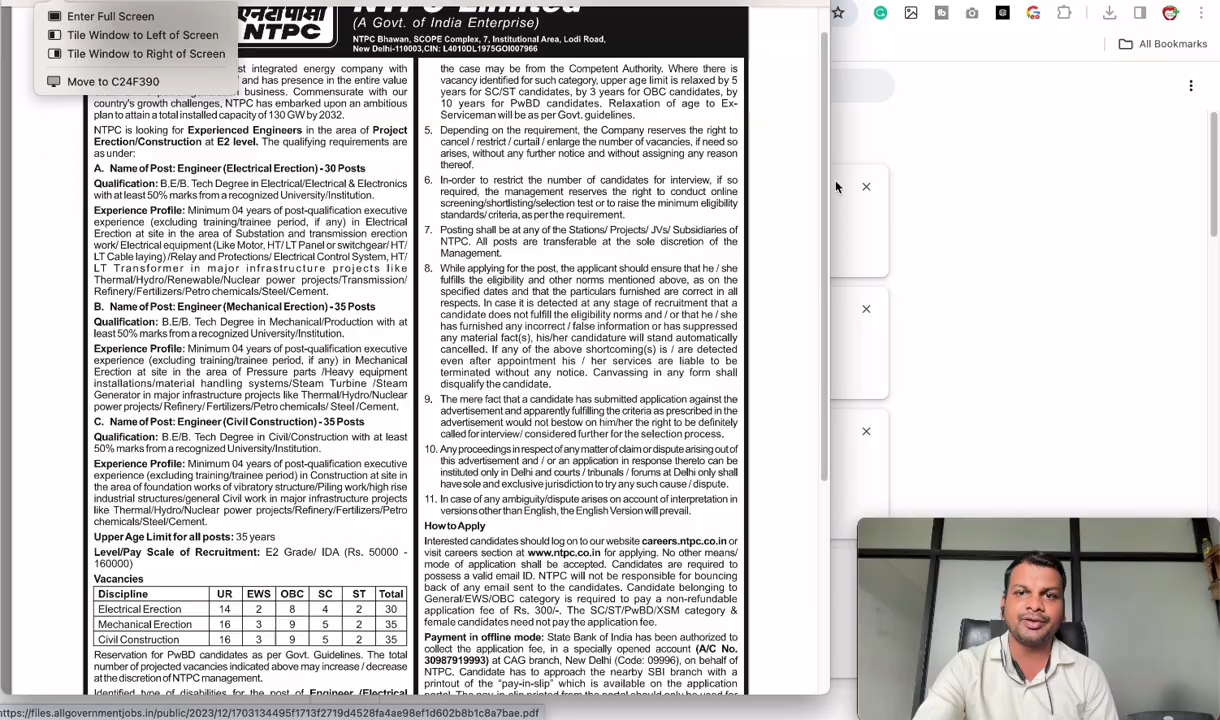 Enter Full Screen
Tile Window to Left of Screen
Tile Window to Right of Screen
Move to C24F390
एनटीपीसी
NTPC
NTPC Limited
(A Govt. of India Enterprise)
NTPC Bhawan, SCOPE Complex, 7, Institutional Area, Lodi Road,
New Delhi-110003,CIN: L4010DL1975GOI007966
All Bookmarks
st integrated energy company with
and has presence in the entire value
business. Commensurate with our
country's growth challenges, NTPC has embarked upon an ambitious
plan to attain a total installed capacity of 130 GW by 2032.
NTPC is looking for Experienced Engineers in the area of Project
Erection/Construction at E2 level. The qualifying requirements are
as under:
A. Name of Post: Engineer (Electrical Erection) - 30 Posts
Qualification: B.E/B. Tech Degree in Electrical/Electrical & Electronics
with at least 50% marks from a recognized University/Institution.
Experience Profile: Minimum 04 years of post-qualification executive
experience (excluding training/trainee period, if any) in Electrical
Erection at site in the area of Substation and transmission erection
work/ Electrical equipment (Like Motor, HT/ LT Panel or switchgear/ HT/
LT Cable laying) /Relay and Protections/ Electrical Control System, HT/
LT Transformer in major infrastructure projects like
Thermal/Hydro/Renewable/Nuclear power projects/Transmission/
Refinery/Fertilizers/Petro chemicals/Steel/Cement.
B. Name of Post: Engineer (Mechanical Erection) - 35 Posts
Qualification: B.E/B. Tech Degree in Mechanical/Production with at
least 50% marks from a recognized University/Institution.
Experience Profile: Minimum 04 years of post-qualification executive
experience (excluding training/trainee period, if any) in Mechanical
Erection at site in the area of Pressure parts /Heavy equipment
installations/material handling systems/Steam Turbine /Steam
Generator in major infrastructure projects like Thermal/Hydro/Nuclear
power projects/ Refinery/ Fertilizers/Petro chemicals/ Steel /Cement.
C. Name of Post: Engineer (Civil Construction) - 35 Posts
Qualification: B.E/B. Tech Degree in Civil/Construction with at least
50% marks from a recognized University/Institution.
Experience Profile: Minimum 04 years of post-qualification executive
experience (excluding training/trainee period) in Construction at site in
the area of foundation works of vibratory structure/Piling work/high rise
industrial structures/general Civil work in major infrastructure projects
like Thermal/Hydro/Nuclear power projects/Refinery/Fertilizers/Petro
chemicals/Steel/Cement.
Upper Age Limit for all posts: 35 years
Level/Pay Scale of Recruitment: E2 Grade/ IDA (Rs. 50000 -
160000)
Vacancies
Discipline UR EWS OBC SC ST Total
Electrical Erection 14 2 8 4 2 30
Mechanical Erection 16 3 9 5 2 35
Civil Construction 16 3 9 5 2 35
Reservation for PwBD candidates as per Govt. Guidelines. The total
number of projected vacancies indicated above may increase / decrease
at the discretion of NTPC management.
Identified type of disabilities for the post of Engineer (Electrical
the case may be from the Competent Authority. Where there is
vacancy identified for such category, upper age limit is relaxed by 5
years for SC/ST candidates, by 3 years for OBC candidates, by
10 years for PwBD candidates. Relaxation of age to Ex-
Serviceman will be as per Govt. guidelines.
5. Depending on the requirement, the Company reserves the right to
cancel / restrict / curtail / enlarge the number of vacancies, if need so
arises, without any further notice and without assigning any reason
thereof.
6. In-order to restrict the number of candidates for interview, if so
required, the management reserves the right to conduct online
screening/shortlisting/selection test or to raise the minimum eligibility
standards/ criteria, as per the requirement.
7. Posting shall be at any of the Stations/ Projects/ JVs/ Subsidiaries of
NTPC. All posts are transferable at the sole discretion of the
Management.
8. While applying for the post, the applicant should ensure that he / she
fulfills the eligibility and other norms mentioned above, as on the
specified dates and that the particulars furnished are correct in all
respects. In case it is detected at any stage of recruitment that a
candidate does not fulfill the eligibility norms and / or that he / she
has furnished any incorrect / false information or has suppressed
any material fact(s), his/her candidature will stand automatically
cancelled. If any of the above shortcoming(s) is / are detected
even after appointment his / her services are liable to be
terminated without any notice. Canvassing in any form shall
disqualify the candidate.
9. The mere fact that a candidate has submitted application against the
advertisement and apparently fulfilling the criteria as prescribed in the
advertisement would not bestow on him/her the right to be definitely
called for interview/ considered further for the selection process.
10. Any proceedings in respect of any matter of claim or dispute arising out of
this advertisement and / or an application in response thereto can be
instituted only in Delhi and courts / tribunals / forums at Delhi only shall
have sole and exclusive jurisdiction to try any such cause / dispute.
11. In case of any ambiguity/dispute arises on account of interpretation in
versions other than English, the English Version will prevail.
How to Apply
Interested candidates should log on to our website careers.ntpc.co.in or
visit careers section at www.ntpc.co.in for applying. No other means/
mode of application shall be accepted. Candidates are required to
possess a valid email ID. NTPC will not be responsible for bouncing
back of any email sent to the candidates. Candidate belonging to
General/EWS/OBC category is required to pay a non-refundable
application fee of Rs. 300/-. The SC/ST/PwBD/XSM category &
female candidates need not pay the application fee.
Payment in offline mode: State Bank of India has been authorized to
collect the application fee, in a specially opened account (A/C No.
30987919993) at CAG branch, New Delhi (Code: 09996), on behalf of
NTPC. Candidate has to approach the nearby SBI branch with a
printout of the "pay-in-slip" which is available on the application
portal. The pay-in-slip printed from the portal should only be used for
https://files.allgovernmentjobs.in/public/2023/12/1703134495f1713f2719d4528fa4ae98ef1d602b8b1c8a7bae.pdf